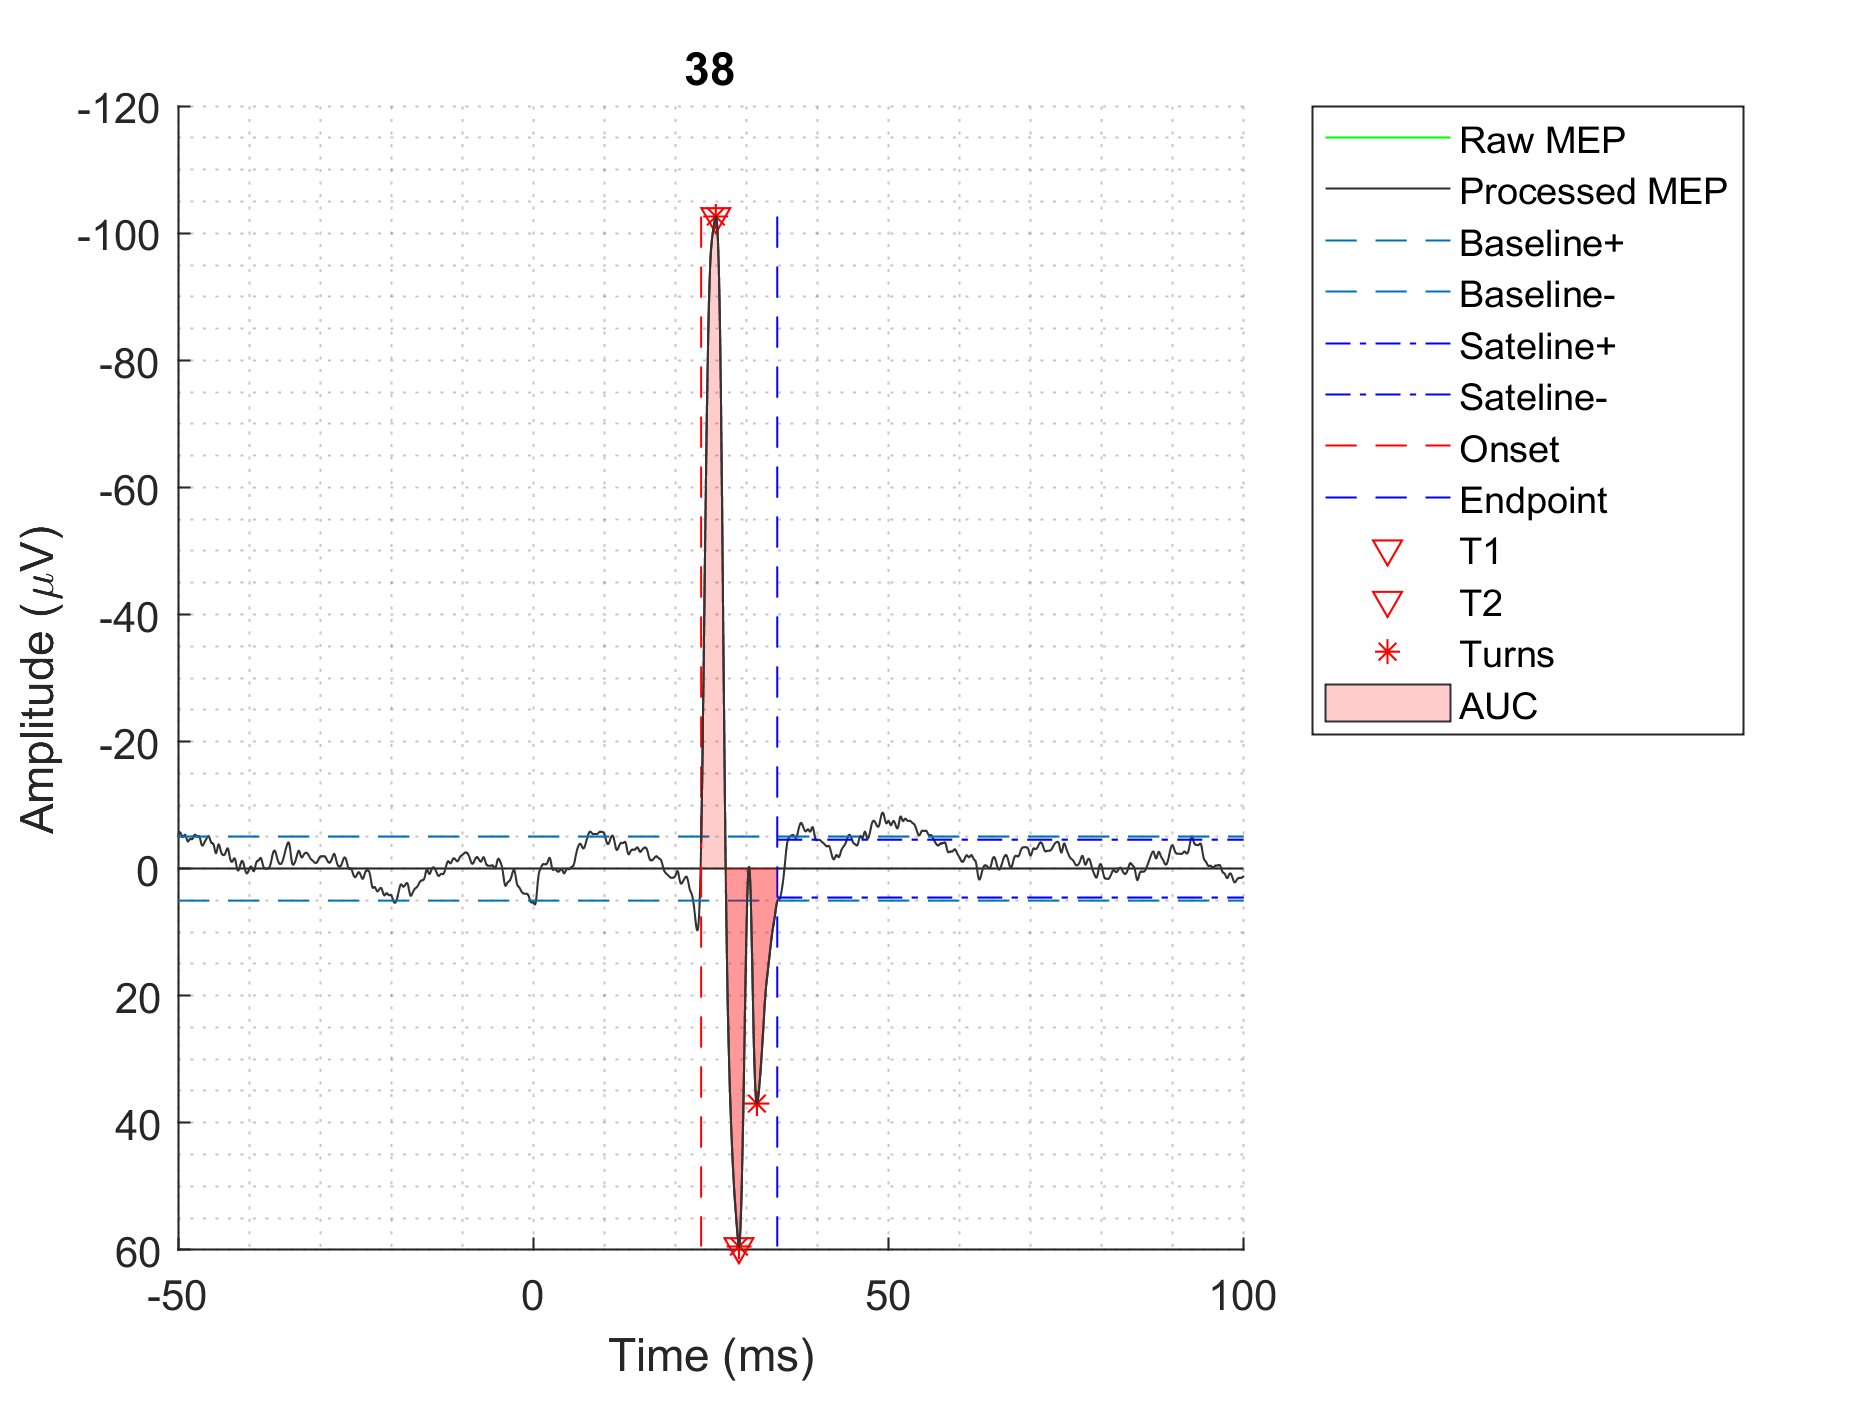 38
-120
-100
-80
-60
-40
-20
0
20
40
60
-50 0 50 100
Time (ms)
Amplitude (μV)
Raw MEP
Processed MEP
Baseline+
Baseline-
Sateline+
Sateline-
Onset
Endpoint
T1
T2
Turns
AUC